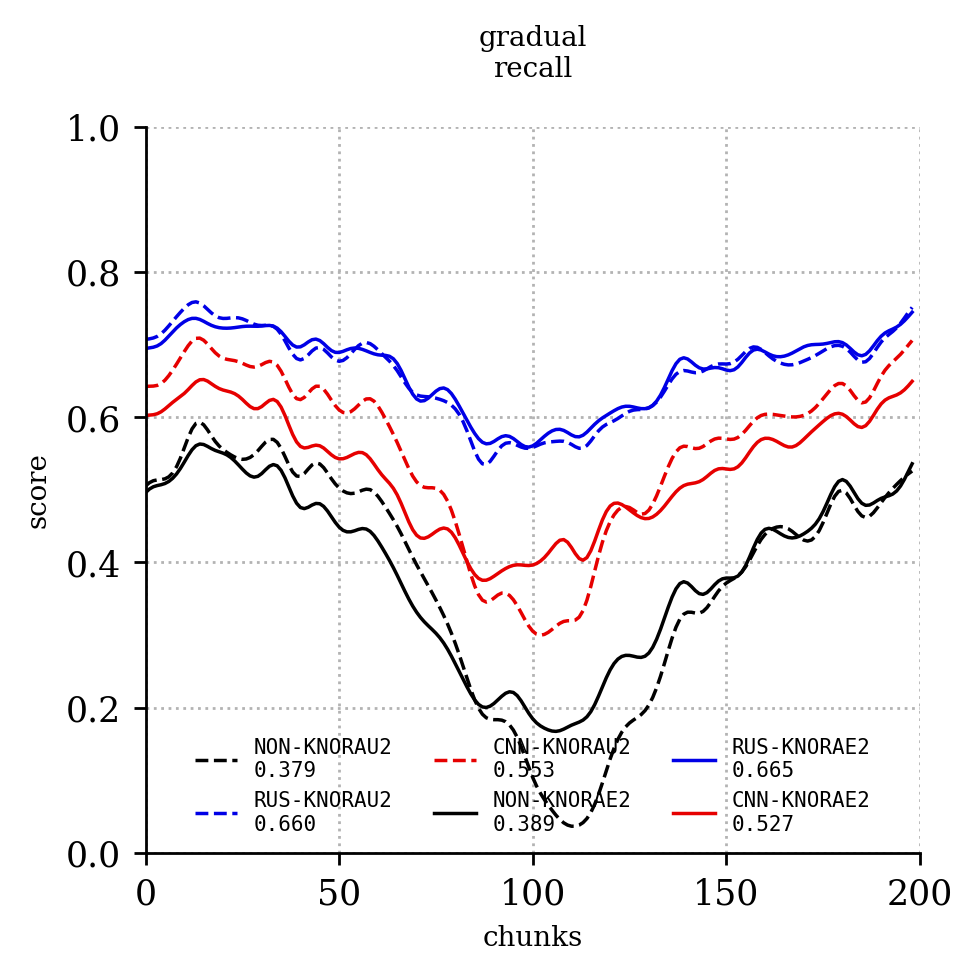 gradual
recall
1.0
0.8
0.6
0.4
0.2
0.0
score
NON-KNORAU2
0.379
RUS-KNORAU2
0.660
CNN-KNORAU2
0.553
NON-KNORAE2
0.389
RUS-KNORAE2
0.665
CNN-KNORAE2
0.527
0 50 100 150 200
chunks